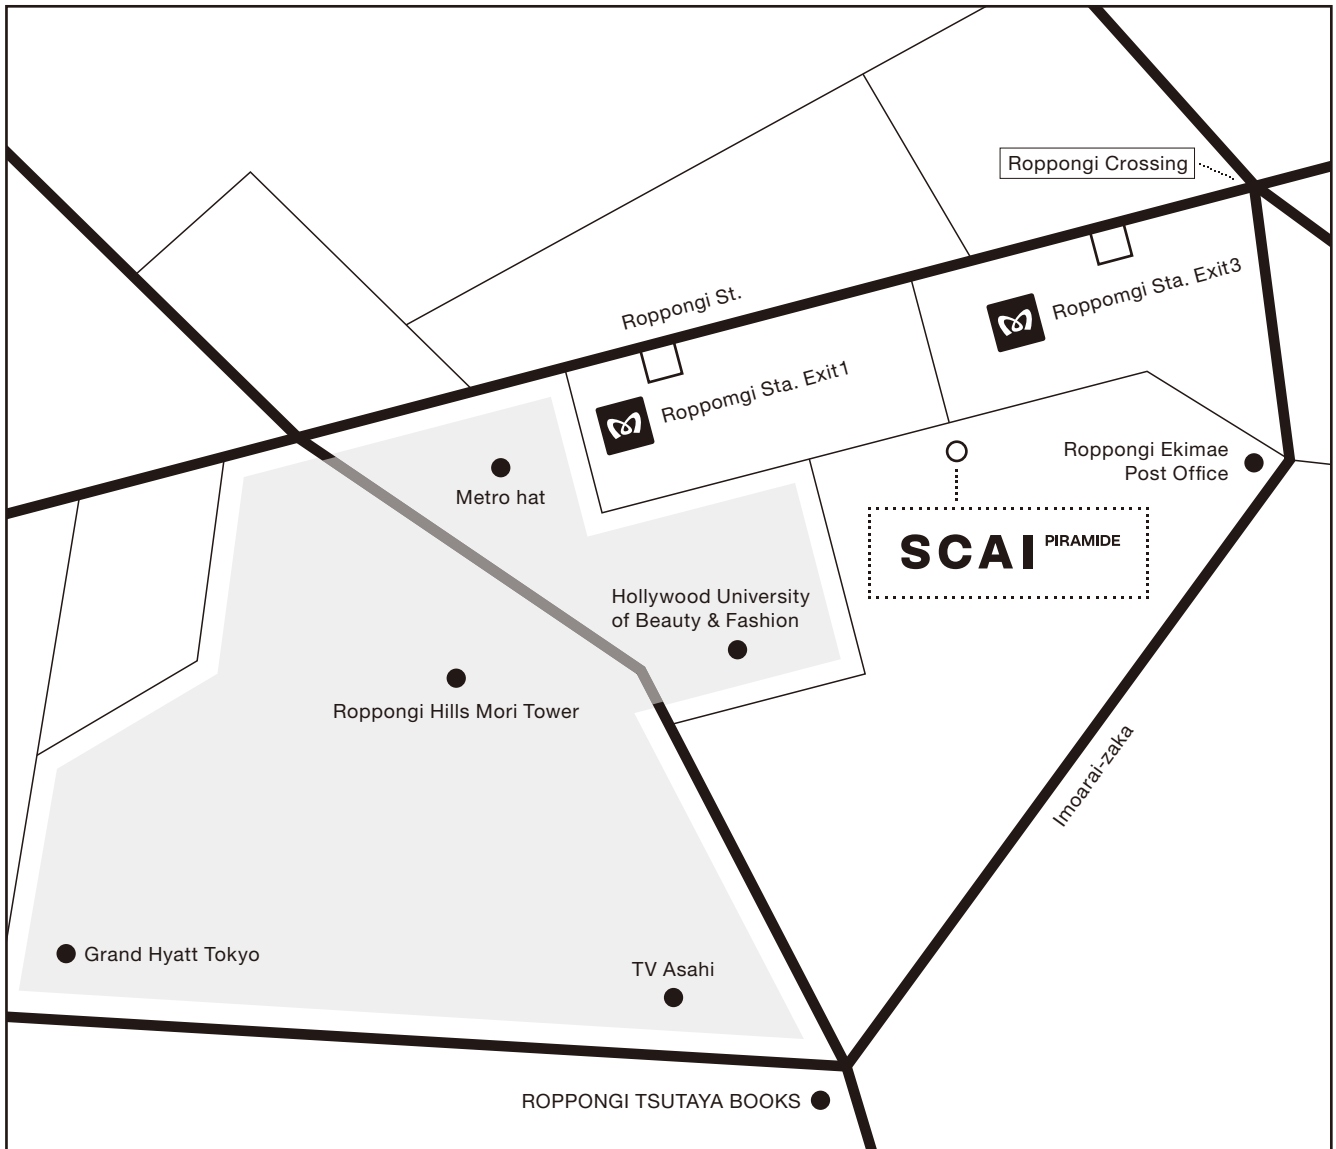 Roppongi Crossing
Roppongi St.
Roppomgi Sta. Exit3
Roppomgi Sta. Exit1
Roppongi Ekimae
Post Office
Metro hat
SCAI PIRAMIDE
Hollywood University
of Beauty & Fashion
Roppongi Hills Mori Tower
Imoarai-zaka
Grand Hyatt Tokyo
TV Asahi
ROPPONGI TSUTAYA BOOKS